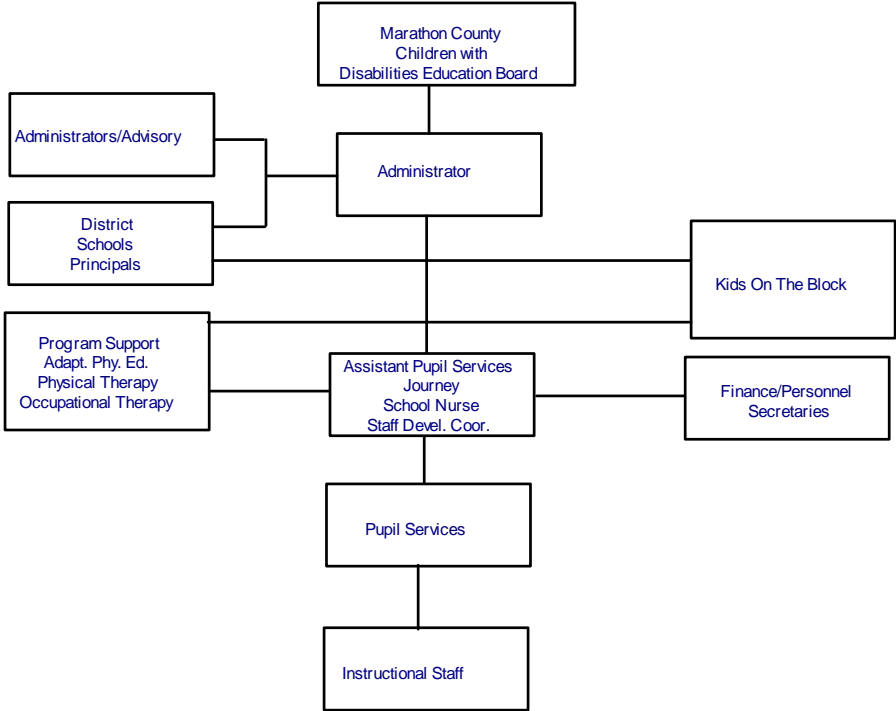 Marathon County
Children with
Disabilities Education Board
Administrators/Advisory
Administrator
District
Schools
Principals
Kids On The Block
Program Support
Adapt. Phy. Ed.
Physical Therapy
Occupational Therapy
Assistant Pupil Services
Journey
School Nurse
Staff Devel. Coor.
Finance/Personnel
Secretaries
Pupil Services
Instructional Staff